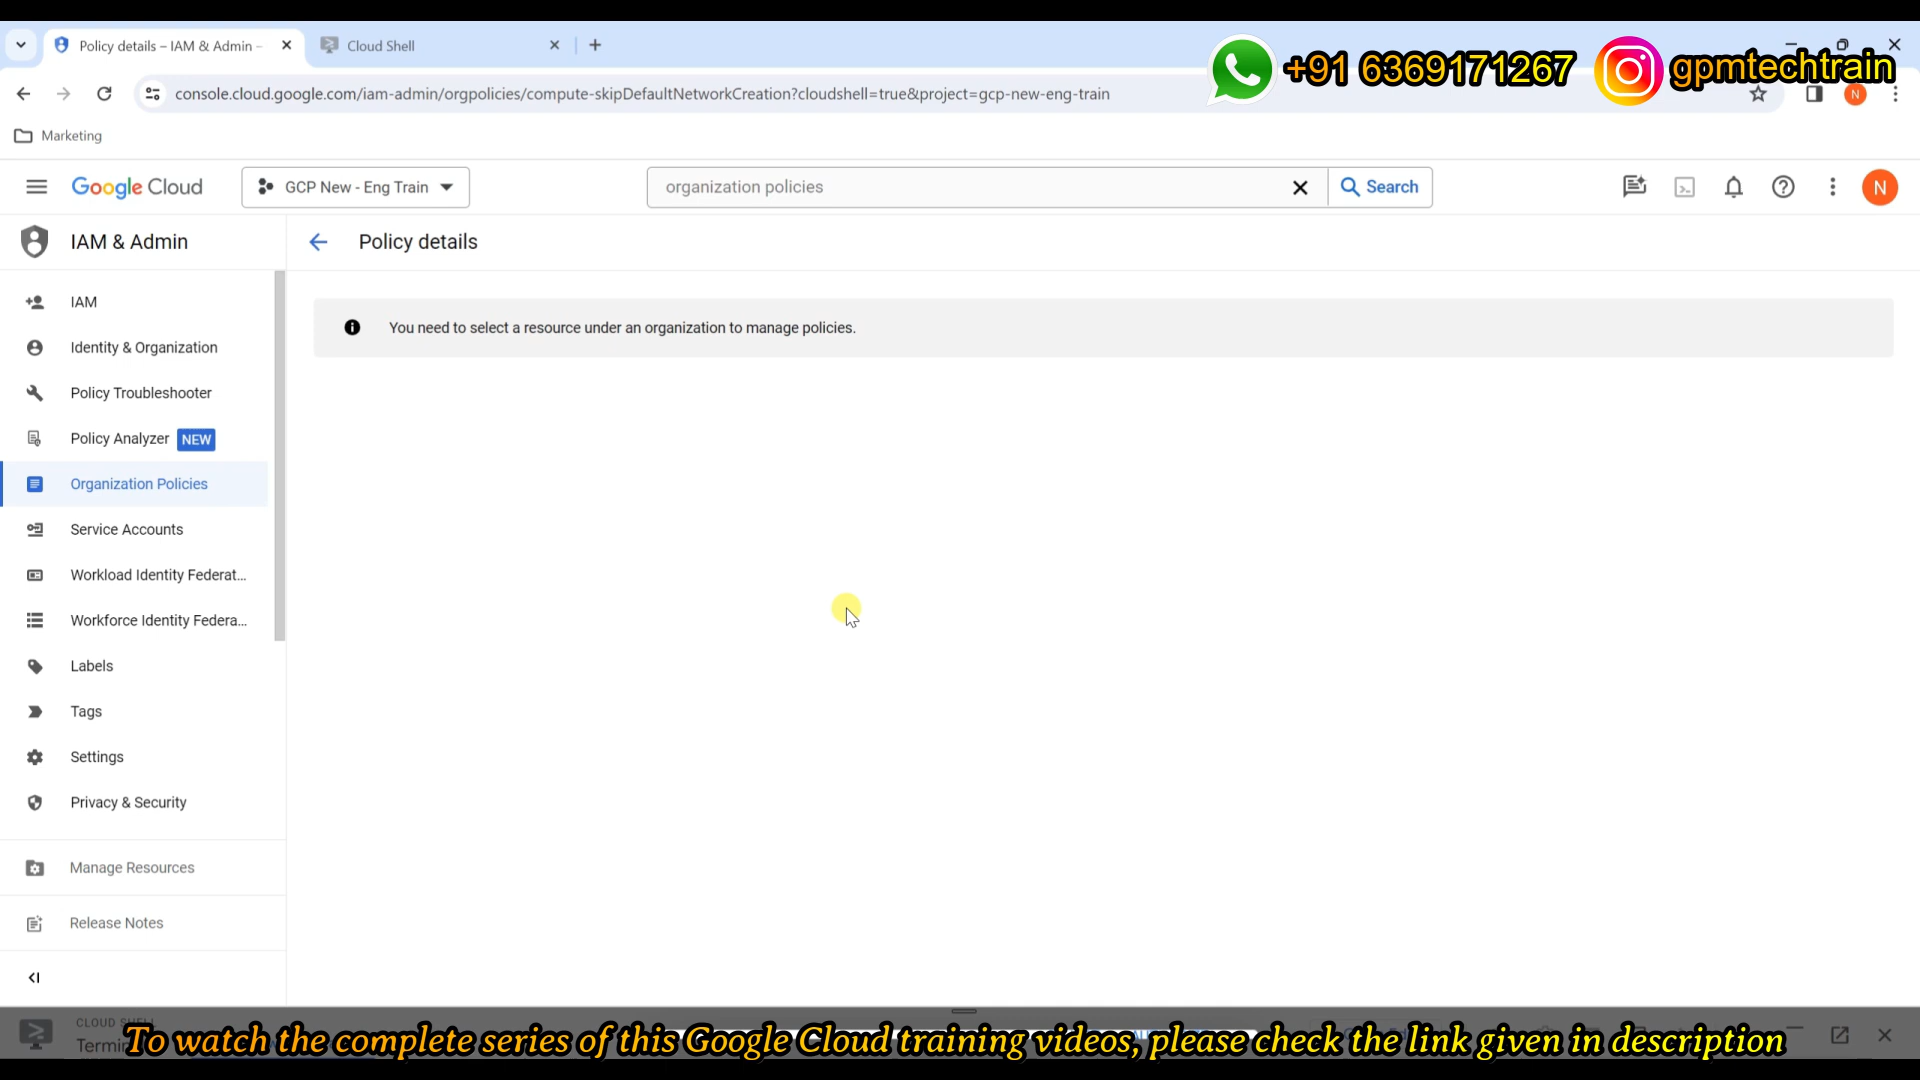 Policy details – IAM & Admin –
Cloud Shell
+91 6369171267
gpmtechtrain
console.cloud.google.com/iam-admin/orgpolicies/compute-skipDefaultNetworkCreation?cloudshell=true&project=gcp-new-eng-train
N
Marketing
Google Cloud
GCP New - Eng Train
organization policies
Search
N
IAM & Admin
Policy details
IAM
You need to select a resource under an organization to manage policies.
Identity & Organization
Policy Troubleshooter
Policy Analyzer NEW
Organization Policies
Service Accounts
Workload Identity Federat...
Workforce Identity Federa...
Labels
Tags
Settings
Privacy & Security
Manage Resources
Release Notes
CLOUD SHELL
To watch the complete series of this Google Cloud training videos, please check the link given in description